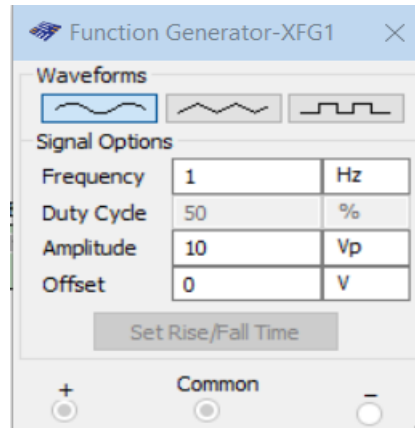 Function Generator-XFG1
Waveforms
Signal Options
Frequency 1 Hz
Duty Cycle 50 %
Amplitude 10 Vp
Offset 0 V
Set Rise/Fall Time
+ Common −